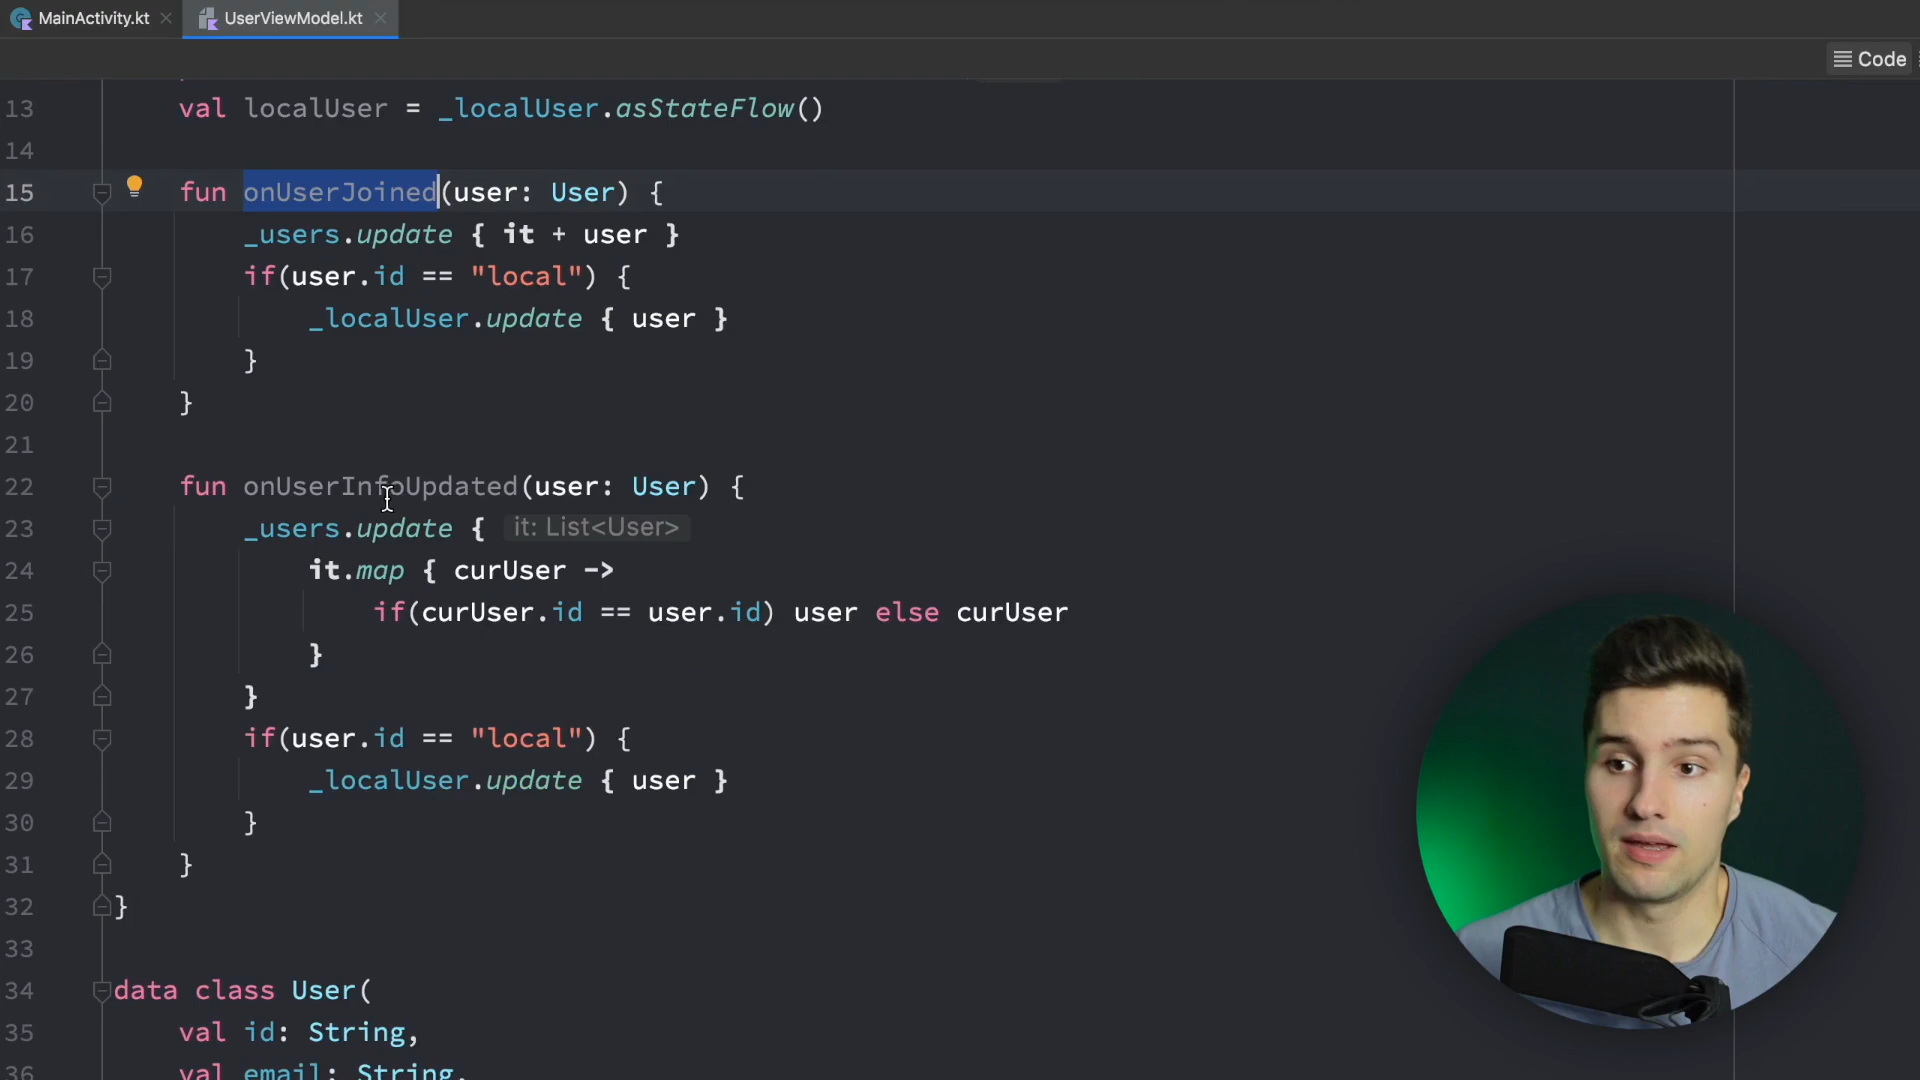 MainActivity.kt
UserViewModel.kt
Code
13 val localUser = _localUser.asStateFlow()
14
15 fun onUserJoined(user: User) {
16 _users.update { it + user }
17 if(user.id == "local") {
18 _localUser.update { user }
19 }
20 }
21
22 fun onUserInfoUpdated(user: User) {
23 _users.update { it: List<User>
24 it.map { curUser ->
25 if(curUser.id == user.id) user else curUser
26 }
27 }
28 if(user.id == "local") {
29 _localUser.update { user }
30 }
31 }
32 }
33
34 data class User(
35 val id: String,
36 val email: String,